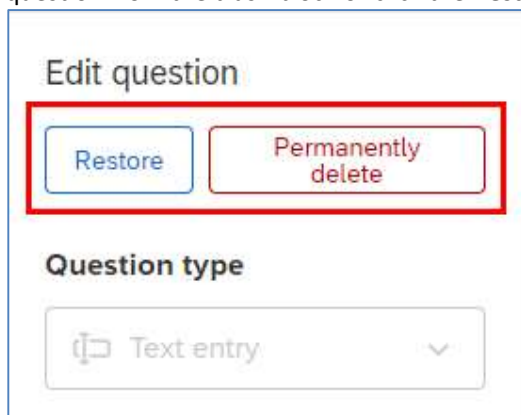 Edit question
Restore
Permanently
delete
Question type
Text entry